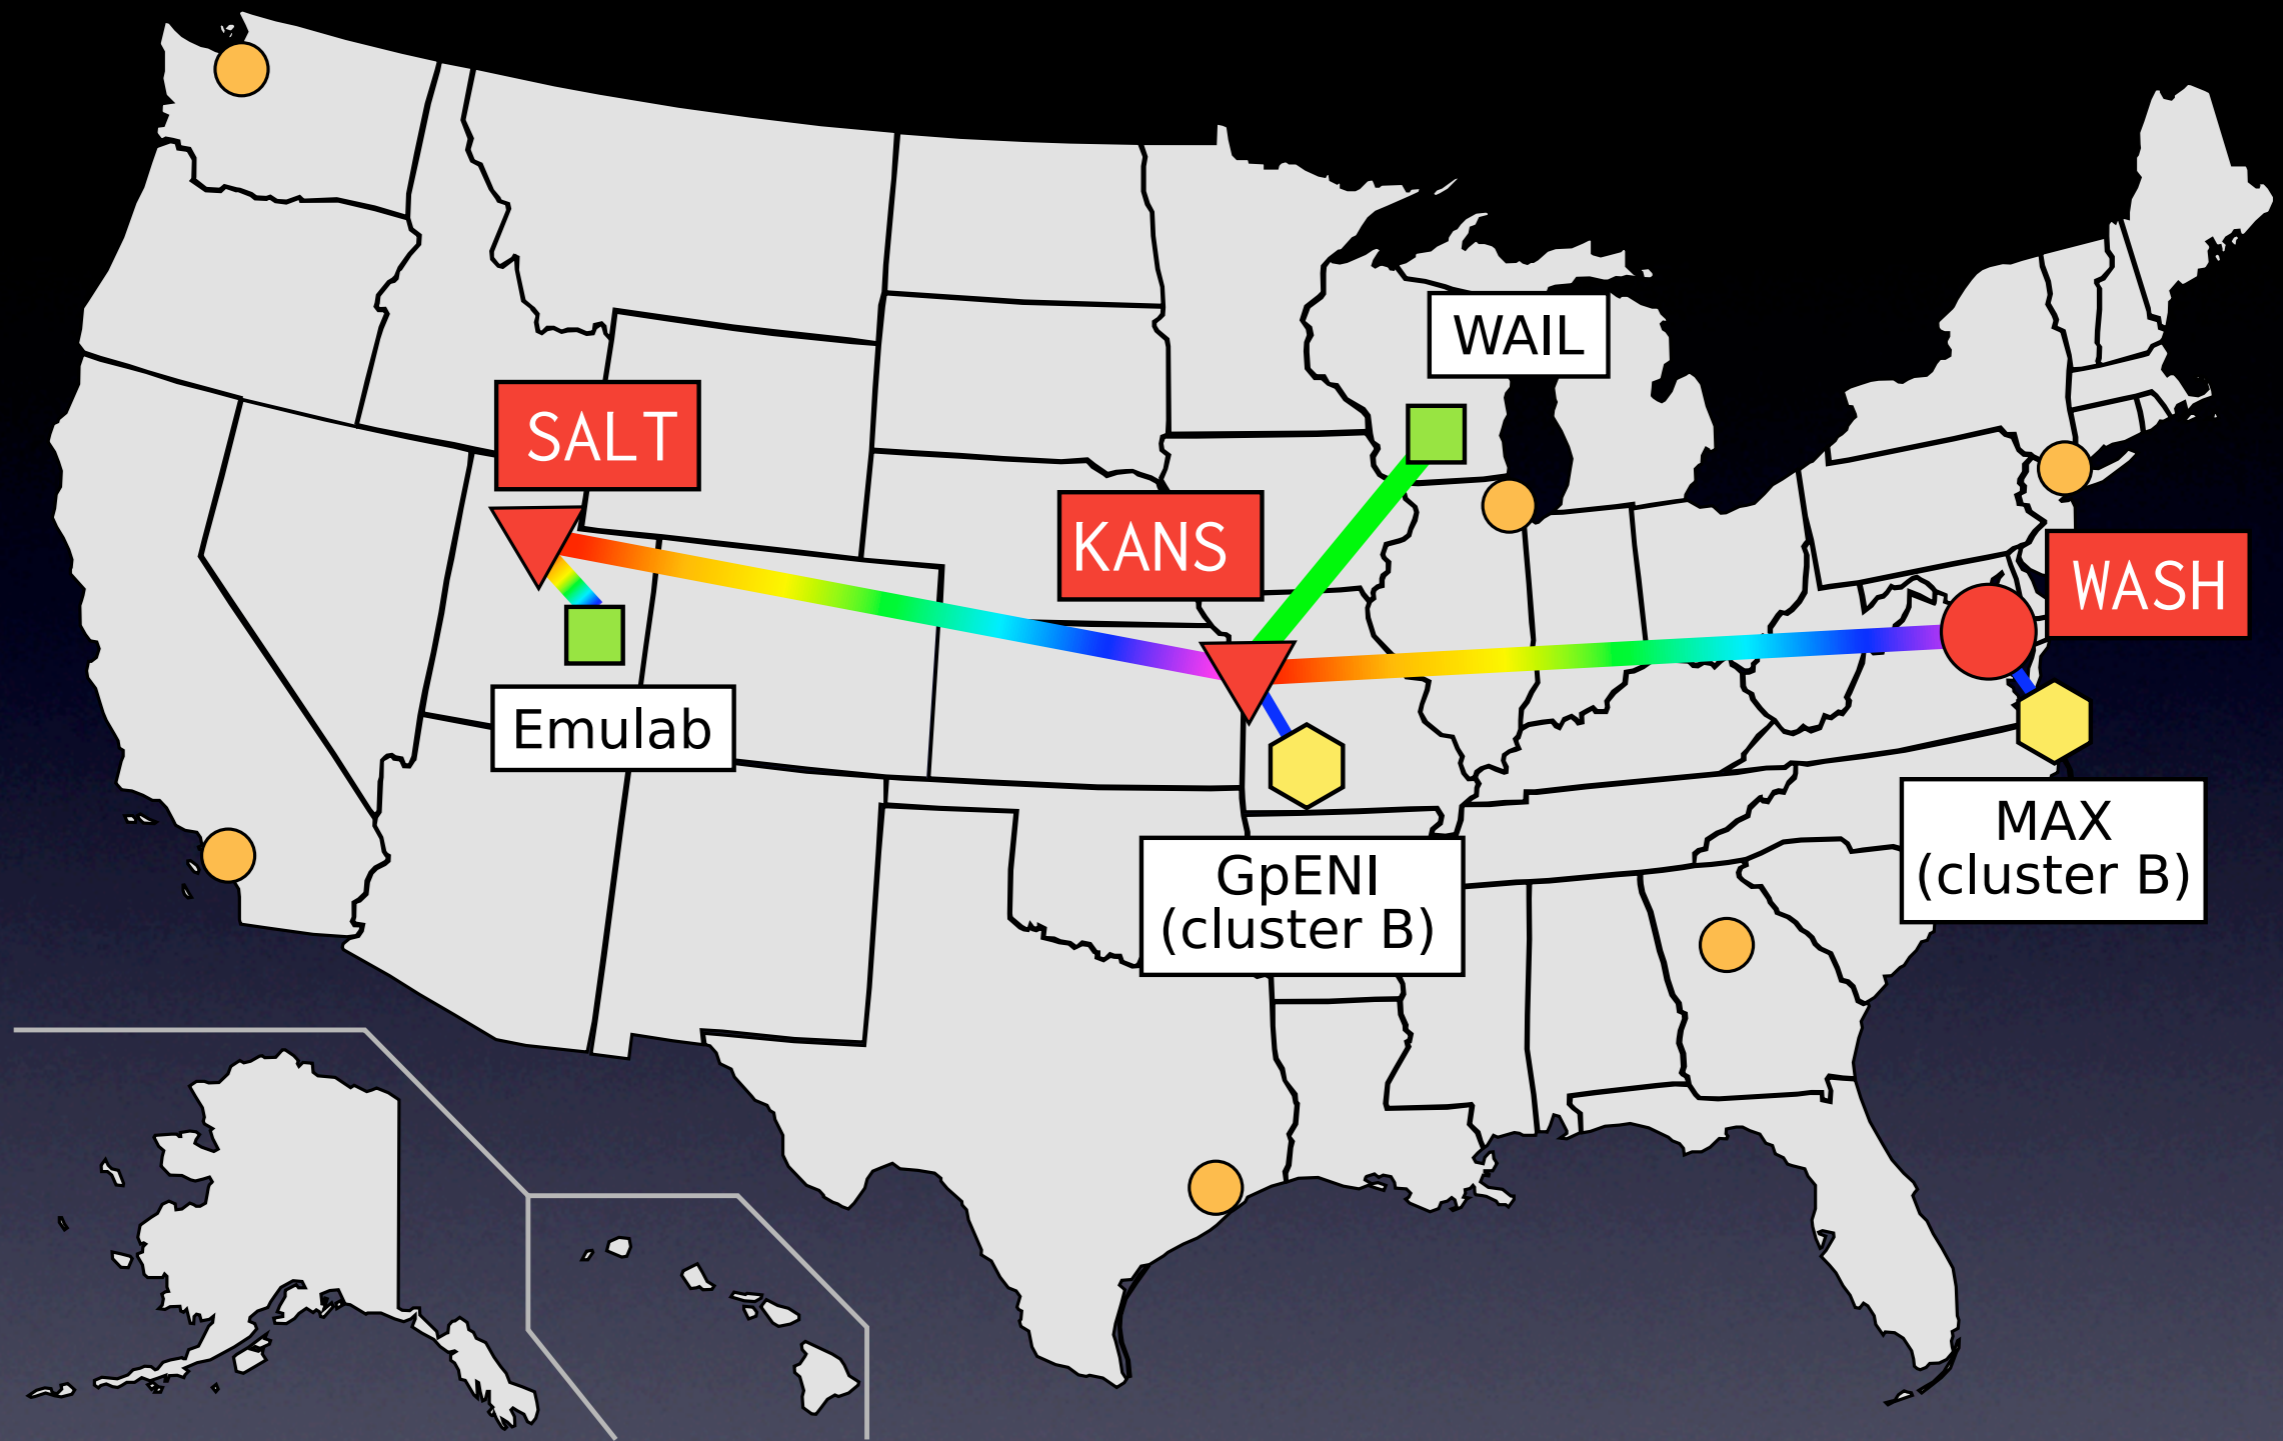 WAIL
SALT
KANS
WASH
Emulab
MAX
(cluster B)
GpENI
(cluster B)